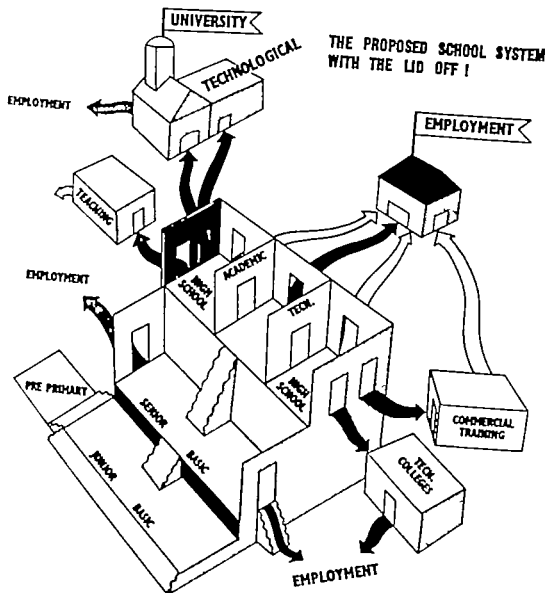 UNIVERSITY
TECHNOLOGICAL
THE PROPOSED SCHOOL SYSTEM
WITH THE LID OFF !
EMPLOYMENT
EMPLOYMENT
TEACHING
EMPLOYMENT
HIGH
SCHOOL
ACADEMIC
TECH.
HIGH
SCHOOL
PRE PRIMARY
SENIOR
BASIC
JUNIOR
BASIC
COMMERCIAL
TRAINING
TECH.
COLLEGES
EMPLOYMENT